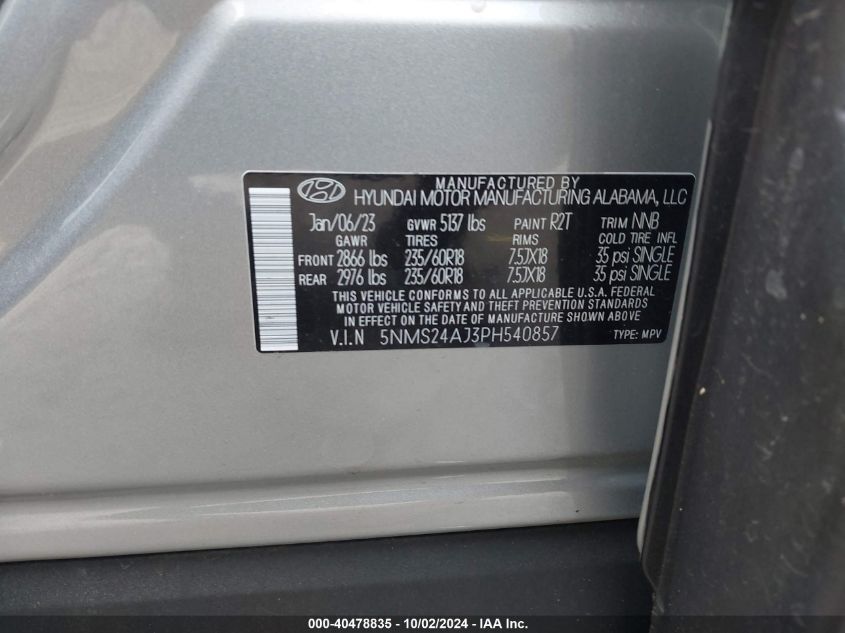 MANUFACTURED BY
HYUNDAI MOTOR MANUFACTURING ALABAMA, LLC
Jan/06/23 GVWR 5137 lbs PAINT R2T TRIM NNB
GAWR TIRES RIMS COLD TIRE INFL
FRONT 2866 lbs 235/60R18 7.5JX18 35 psi SINGLE
REAR 2976 lbs 235/60R18 7.5JX18 35 psi SINGLE
THIS VEHICLE CONFORMS TO ALL APPLICABLE U.S.A. FEDERAL
MOTOR VEHICLE SAFETY AND THEFT PREVENTION STANDARDS
IN EFFECT ON THE DATE OF MANUFACTURE SHOWN ABOVE.
V.I.N 5NMS24AJ3PH540857 TYPE: MPV
000-40478835 - 10/02/2024 - IAA Inc.